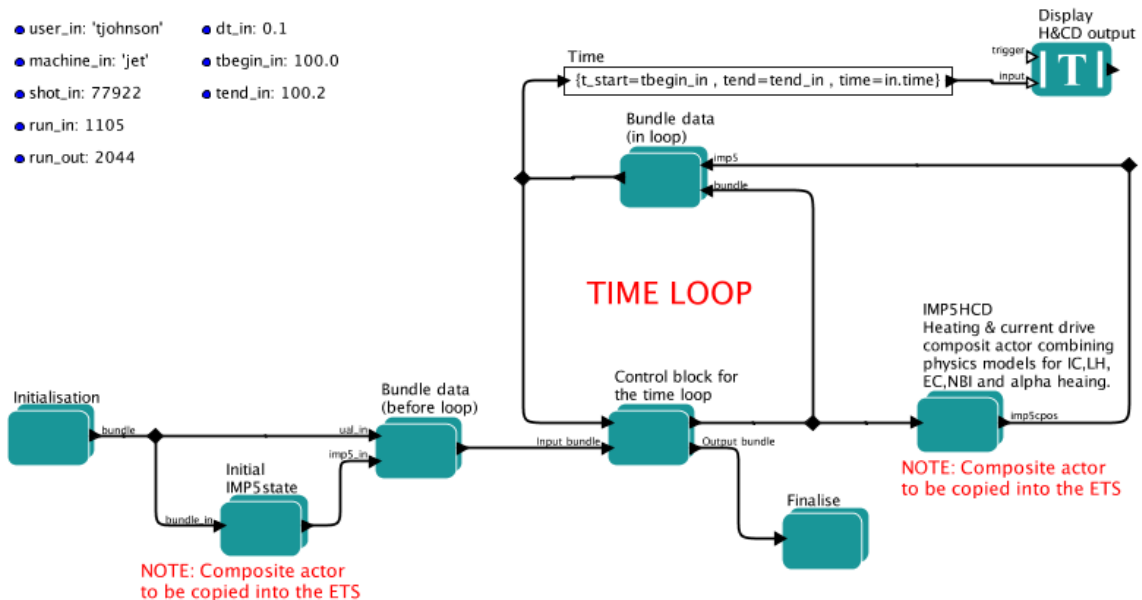 user_in: 'tjohnson'
machine_in: 'jet'
shot_in: 77922
run_in: 1105
run_out: 2044
dt_in: 0.1
tbegin_in: 100.0
tend_in: 100.2
Time
{t_start=tbegin_in , tend=tend_in , time=in.time}
Display
H&CD output
trigger
input
T
Bundle data
(in loop)
imp5
bundle
TIME LOOP
IMP5HCD
Heating & current drive
composit actor combining
physics models for IC,LH,
EC,NBI and alpha heaing.
imp5cpos
NOTE: Composite actor
to be copied into the ETS
Control block for
the time loop
Input bundle
Output bundle
Finalise
Bundle data
(before loop)
ual_in
imp5_in
Initialisation
bundle
Initial
IMP5state
bundle_in
NOTE: Composite actor
to be copied into the ETS